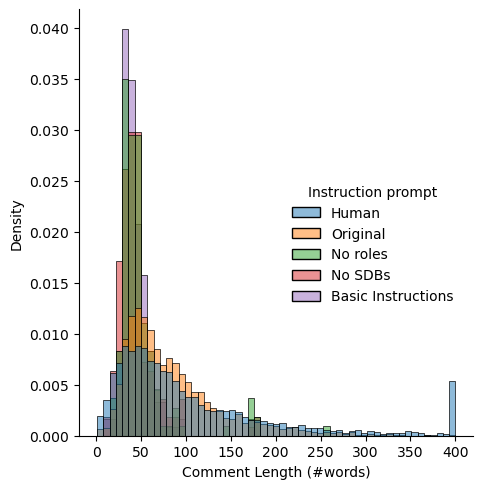 0.040
0.035
0.030
0.025
0.020
0.015
0.010
0.005
0.000
Density
0 50 100 150 200 250 300 350 400
Comment Length (#words)
Instruction prompt
Human
Original
No roles
No SDBs
Basic Instructions